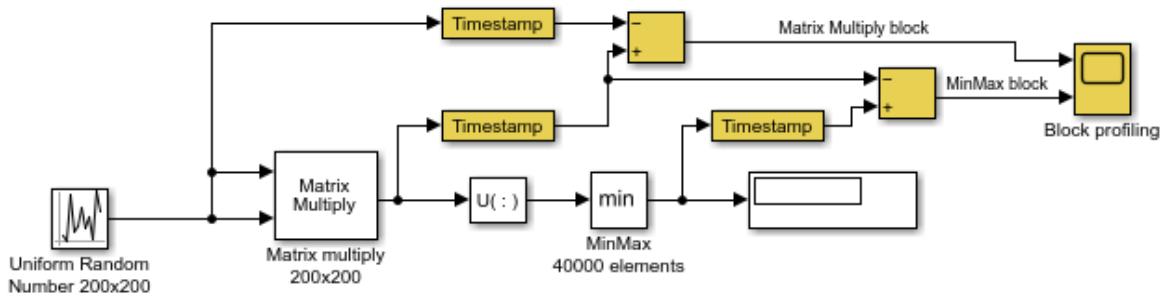 Timestamp
−
+
Matrix Multiply block
−
+
MinMax block
Block profiling
Timestamp
Timestamp
Matrix
Multiply
Matrix multiply
200x200
U( : )
min
MinMax
40000 elements
Uniform Random
Number 200x200